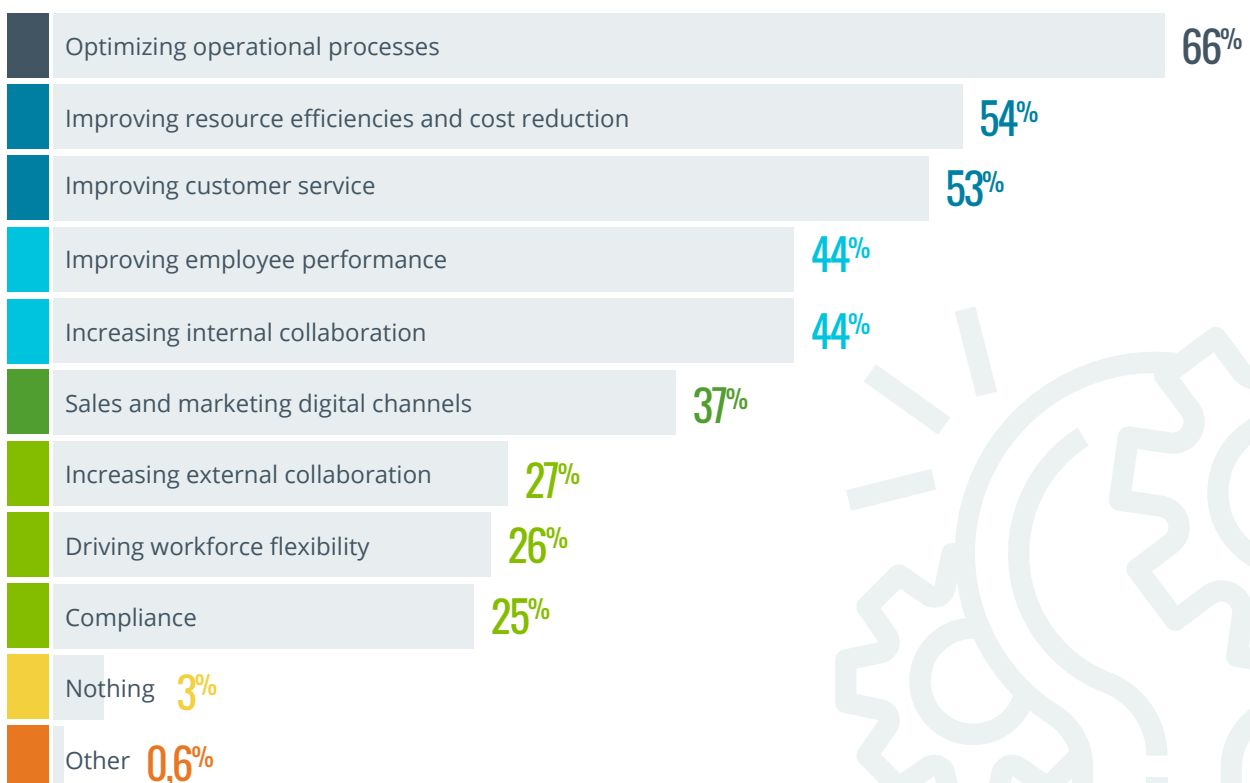 Optimizing operational processes 66%
Improving resource efficiencies and cost reduction 54%
Improving customer service 53%
Improving employee performance 44%
Increasing internal collaboration 44%
Sales and marketing digital channels 37%
Increasing external collaboration 27%
Driving workforce flexibility 26%
Compliance 25%
Nothing 3%
Other 0,6%